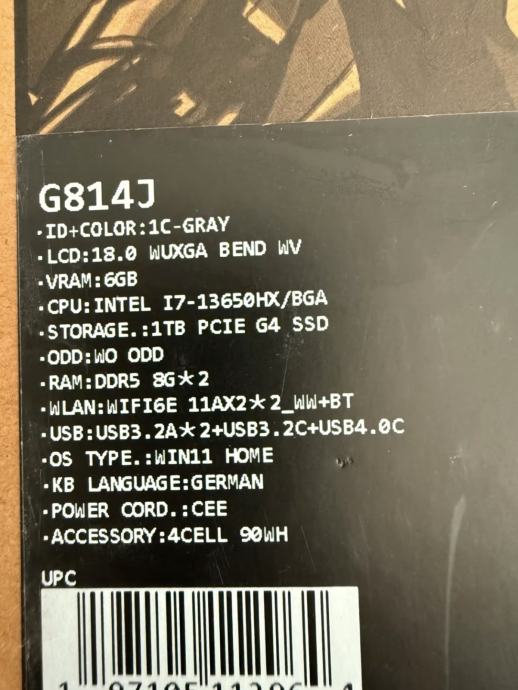 G814J
·ID+COLOR:1C-GRAY
·LCD:18.0 WUXGA BEND WV
·VRAM:6GB
·CPU:INTEL I7-13650HX/BGA
·STORAGE.:1TB PCIE G4 SSD
·ODD:WO ODD
·RAM:DDR5 8G*2
·WLAN:WIFI6E 11AX2*2_WW+BT
·USB:USB3.2A*2+USB3.2C+USB4.0C
·OS TYPE.:WIN11 HOME
·KB LANGUAGE:GERMAN
·POWER CORD.:CEE
·ACCESSORY:4CELL 90WH
UPC